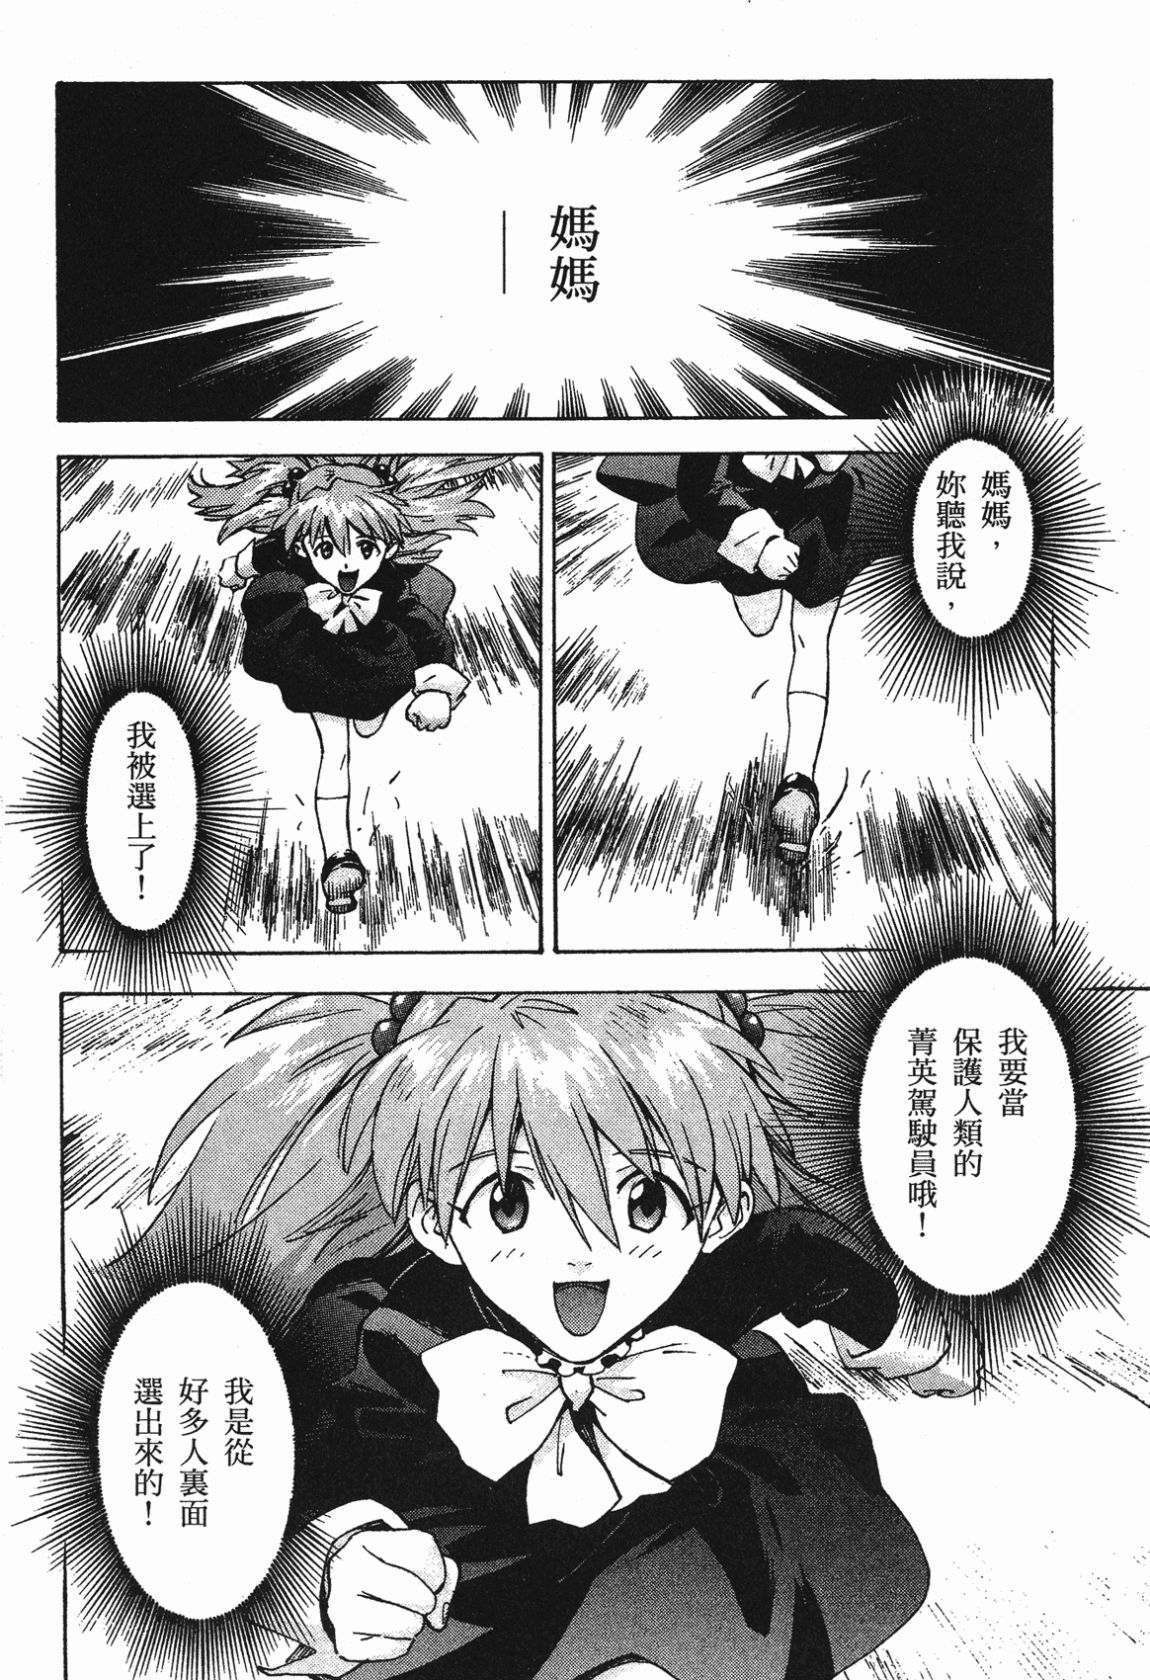 媽媽
—
媽媽，
妳聽我說，
我被選上了！
我要當
保護人類的
菁英駕駛員哦！
我是從
好多人裏面
選出來的！